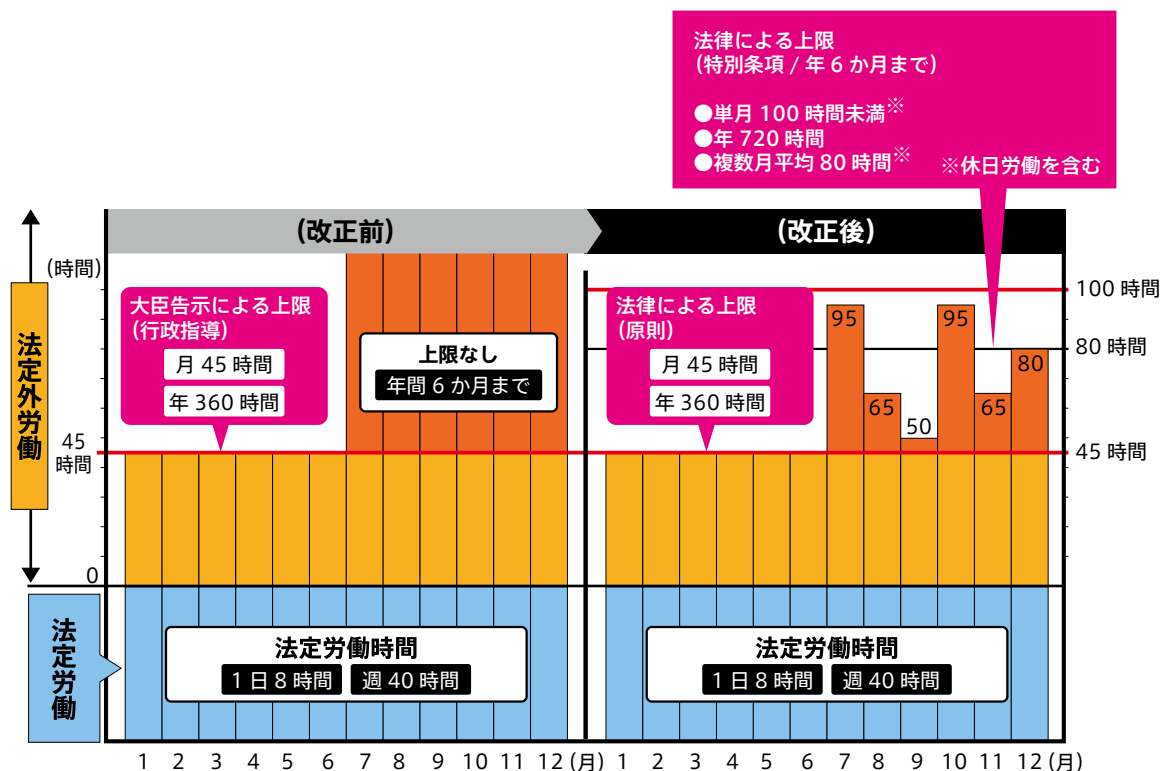 法律による上限
(特別条項 / 年 6 か月まで)
●単月 100 時間未満※
●年 720 時間
●複数月平均 80 時間※
※休日労働を含む
(改正前)
(改正後)
(時間)
法定外労働
45
時間
0
大臣告示による上限
(行政指導)
月 45 時間
年 360 時間
上限なし
年間 6 か月まで
法律による上限
(原則)
月 45 時間
年 360 時間
95
65
50
95
65
80
100 時間
80 時間
45 時間
法定労働
法定労働時間
1 日 8 時間 週 40 時間
法定労働時間
1 日 8 時間 週 40 時間
1 2 3 4 5 6 7 8 9 10 11 12 (月) 1 2 3 4 5 6 7 8 9 10 11 12 (月)